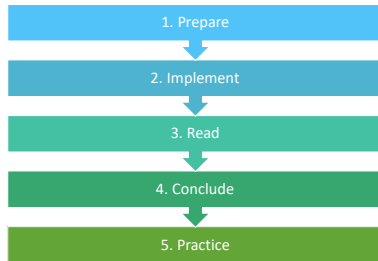 1. Prepare
2. Implement
3. Read
4. Conclude
5. Practice